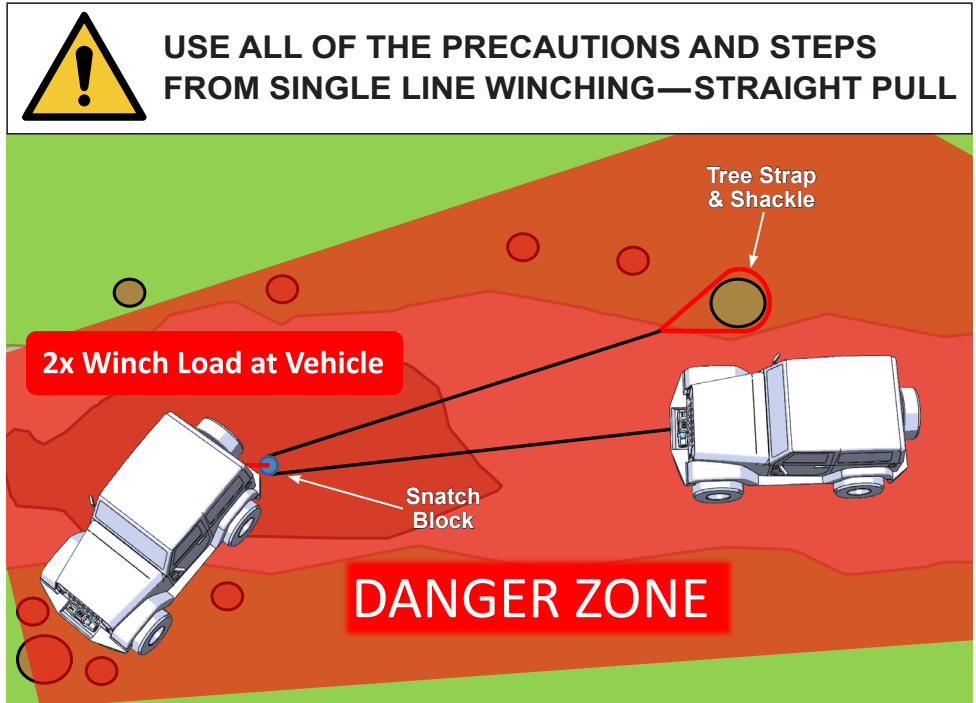 USE ALL OF THE PRECAUTIONS AND STEPS
FROM SINGLE LINE WINCHING—STRAIGHT PULL
Tree Strap
& Shackle
2x Winch Load at Vehicle
Snatch
Block
DANGER ZONE